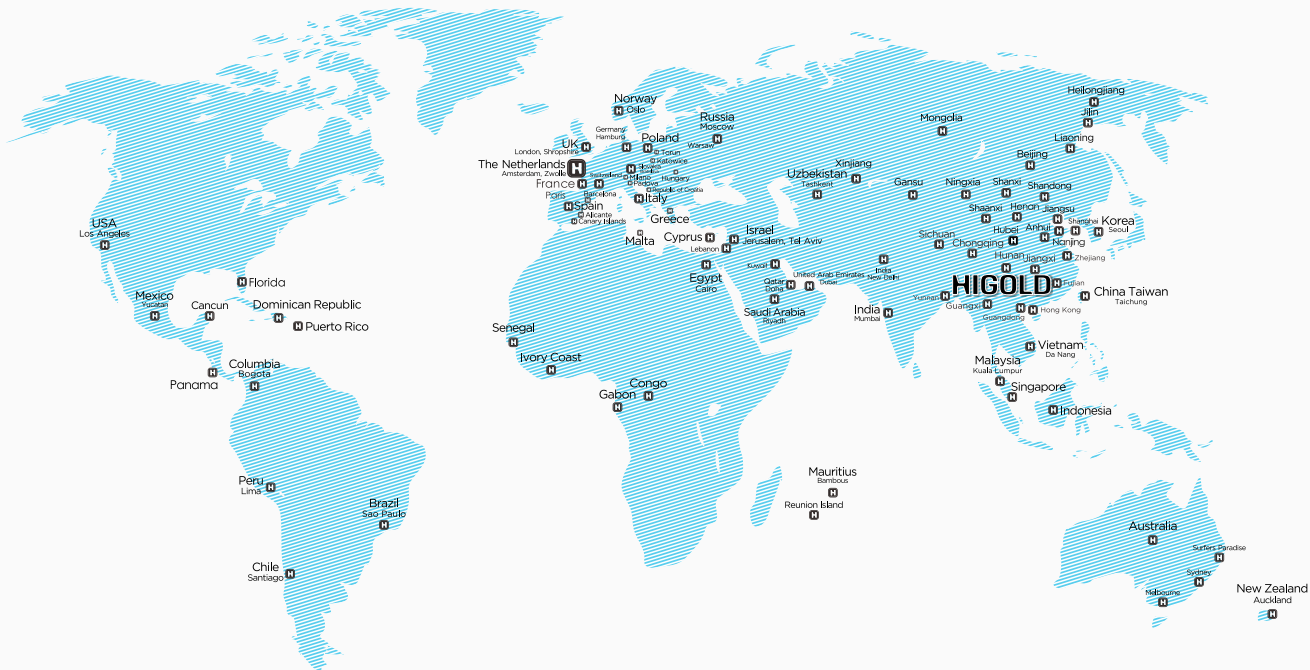 Heilongjiang
Jilin
Norway
Oslo
Russia
Moscow
Mongolia
Germany
Hamburg
Poland
Warsaw
Torun
Katowice
Liaoning
UK
London, Shropshire
Beijing
The Netherlands
Amsterdam, Zwolle
Slovakia
Hungary
Xinjiang
Uzbekistan
Tashkent
Switzerland
Milano
Padova
Republic of Croatia
France
Paris
Barcelona
Gansu
Ningxia
Shanxi
Shandong
Italy
Spain
Alicante
Canary Islands
Greece
Shaanxi
Henan
Jiangsu
Shanghai
Korea
Seoul
USA
Los Angeles
Malta
Cyprus
Israel
Jerusalem, Tel Aviv
Lebanon
Sichuan
Chongqing
Hubei
Anhui
Nanjing
Hunan
Jiangxi
Zhejiang
Kuwait
India
New Delhi
Egypt
Cairo
Qatar
Doha
United Arab Emirates
Dubai
HIGOLD
Fujian
Florida
Mexico
Yucatan
Cancun
Dominican Republic
Puerto Rico
Saudi Arabia
Riyadh
India
Mumbai
Yunnan
Guangxi
Guangdong
Hong Kong
China Taiwan
Taichung
Senegal
Ivory Coast
Vietnam
Da Nang
Malaysia
Kuala Lumpur
Singapore
Indonesia
Panama
Columbia
Bogota
Congo
Gabon
Peru
Lima
Brazil
Sao Paulo
Chile
Santiago
Mauritius
Bambous
Reunion Island
Australia
Surfers Paradise
Sydney
Melbourne
New Zealand
Auckland